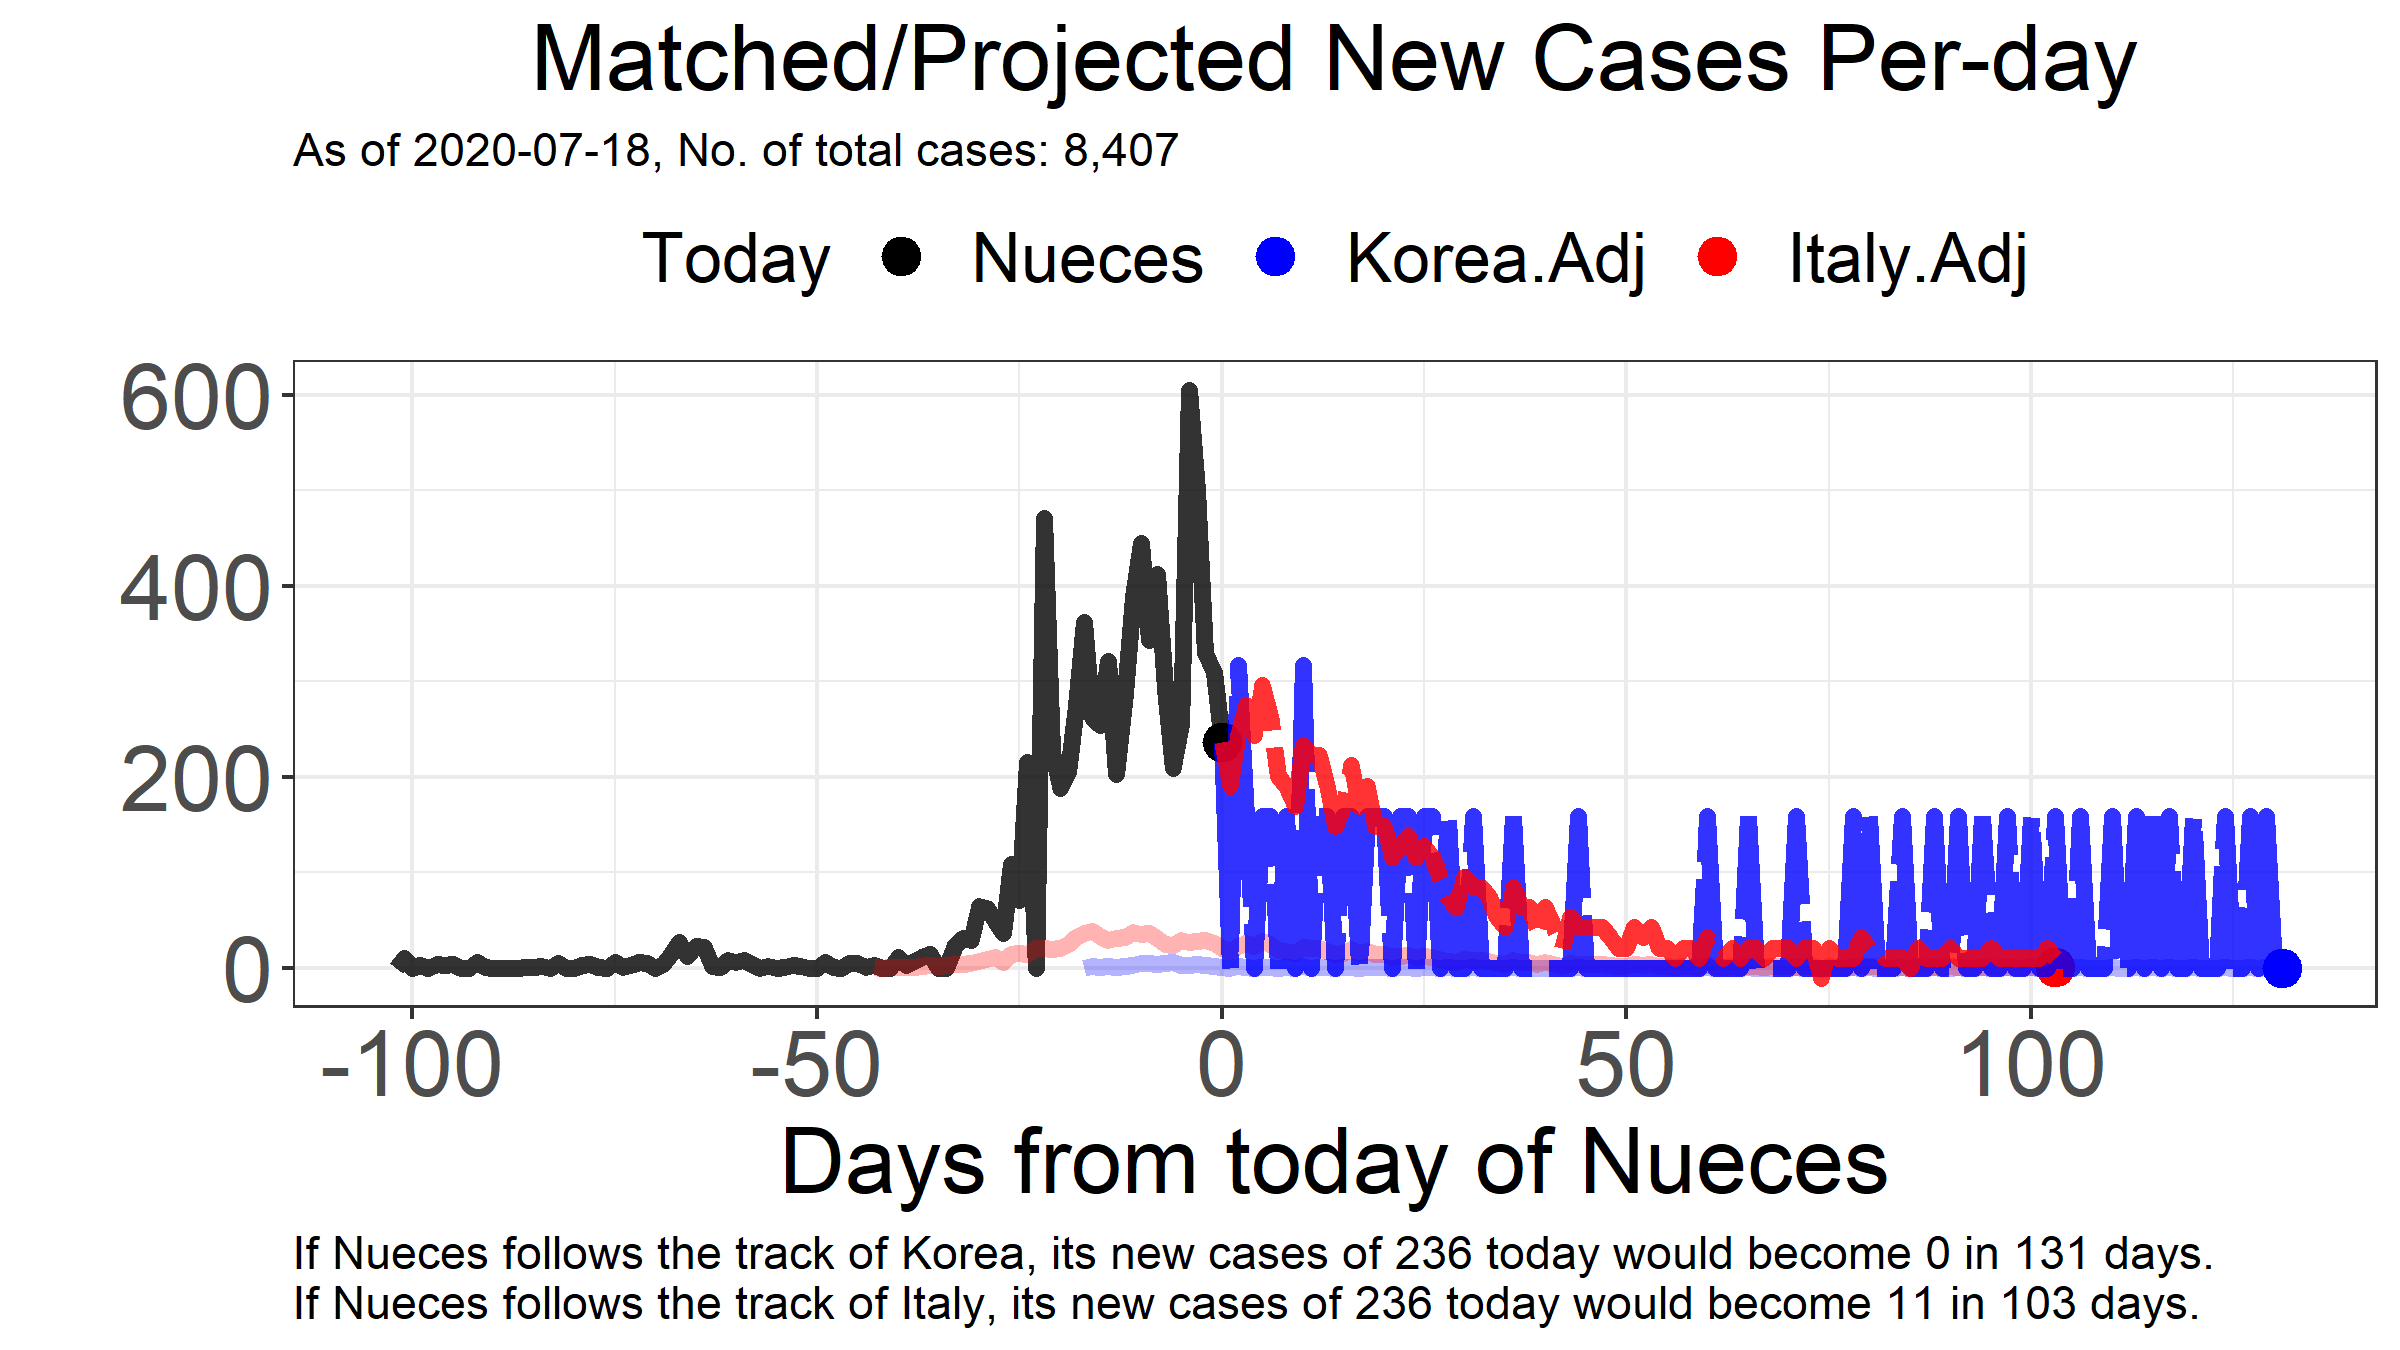 Matched/Projected New Cases Per-day
As of 2020-07-18, No. of total cases: 8,407
Today Nueces Korea.Adj Italy.Adj
600
400
200
0
-100 -50 0 50 100
Days from today of Nueces
If Nueces follows the track of Korea, its new cases of 236 today would become 0 in 131 days.
If Nueces follows the track of Italy, its new cases of 236 today would become 11 in 103 days.